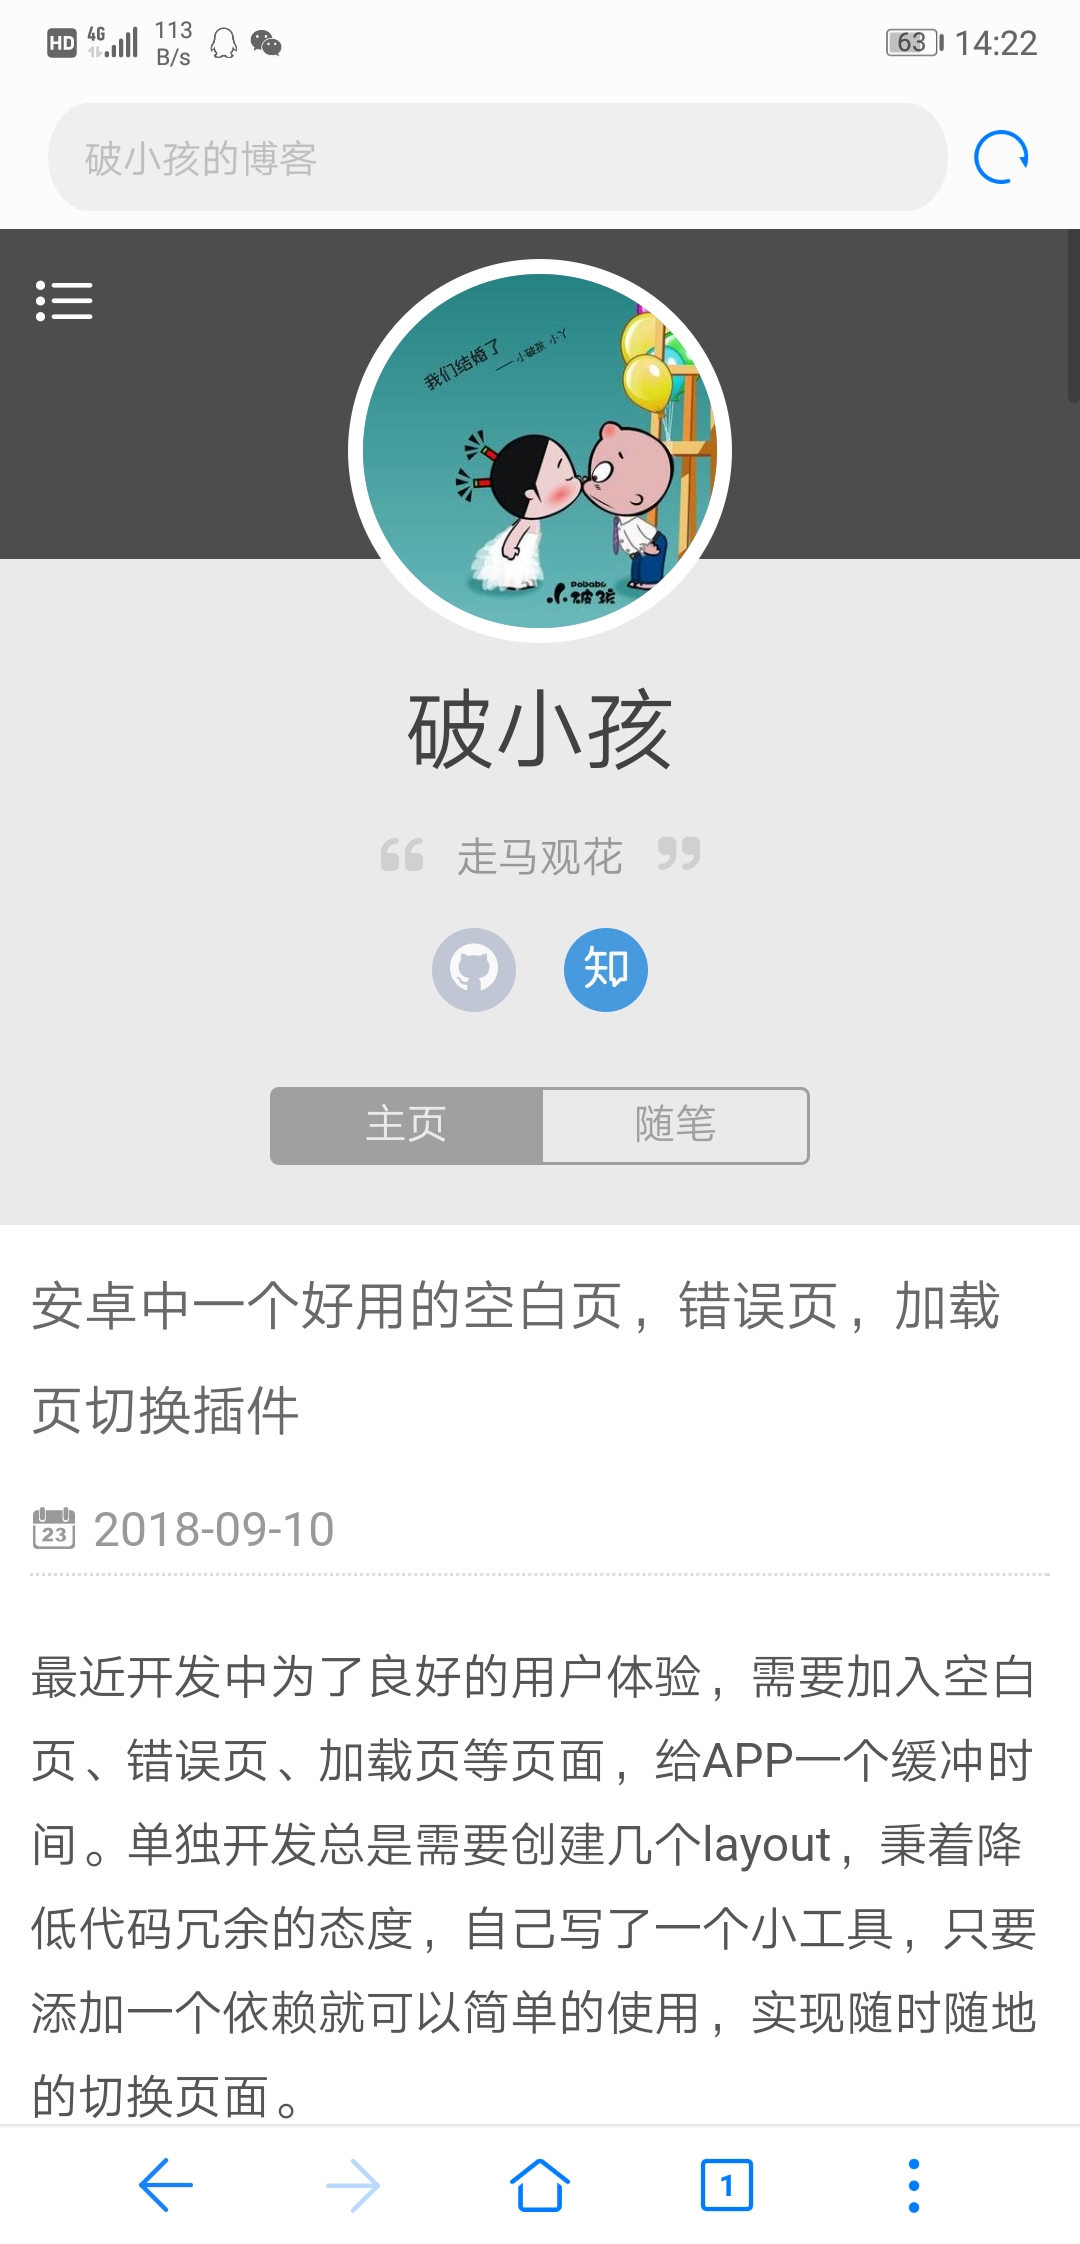 HD 4G 113 B/s 63 14:22
破小孩的博客
我们结婚了
——小破孩 小丫
Pobaby
小破孩
破小孩
“ 走马观花 ”
知
主页 随笔
安卓中一个好用的空白页，错误页，加载
页切换插件
23 2018-09-10
最近开发中为了良好的用户体验，需要加入空白
页、错误页、加载页等页面，给APP一个缓冲时
间。单独开发总是需要创建几个layout，秉着降
低代码冗余的态度，自己写了一个小工具，只要
添加一个依赖就可以简单的使用，实现随时随地
的切换页面。
1